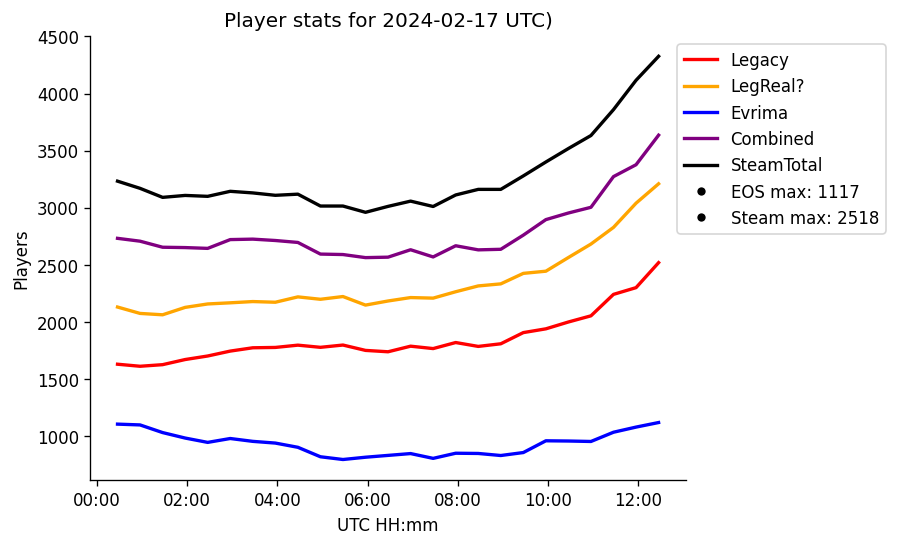 Player stats for 2024-02-17 UTC)
4500
4000
3500
3000
2500
2000
1500
1000
Players
00:00 02:00 04:00 06:00 08:00 10:00 12:00
UTC HH:mm
Legacy
LegReal?
Evrima
Combined
SteamTotal
EOS max: 1117
Steam max: 2518